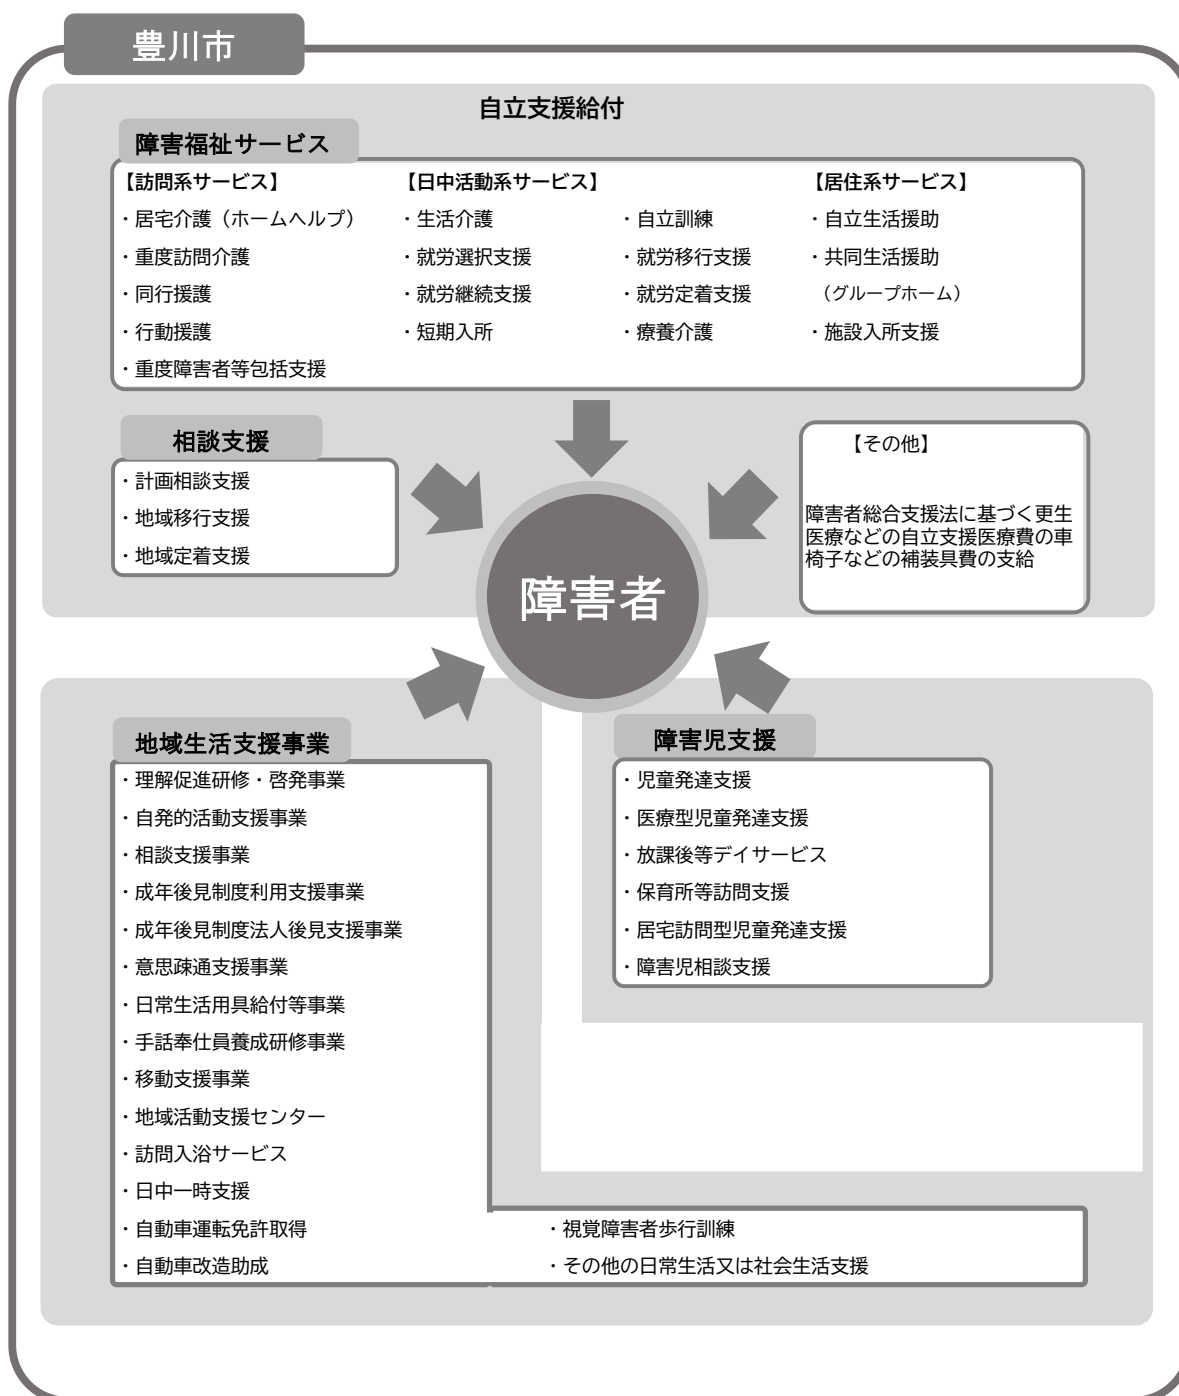 豊川市
自立支援給付
障害福祉サービス
【訪問系サービス】
・居宅介護（ホームヘルプ）
・重度訪問介護
・同行援護
・行動援護
・重度障害者等包括支援
【日中活動系サービス】
・生活介護
・就労選択支援
・就労継続支援
・短期入所
・自立訓練
・就労移行支援
・就労定着支援
・療養介護
【居住系サービス】
・自立生活援助
・共同生活援助
（グループホーム）
・施設入所支援
相談支援
・計画相談支援
・地域移行支援
・地域定着支援
【その他】
障害者総合支援法に基づく更生
医療などの自立支援医療費の車
椅子などの補装具費の支給
障害者
地域生活支援事業
・理解促進研修・啓発事業
・自発的活動支援事業
・相談支援事業
・成年後見制度利用支援事業
・成年後見制度法人後見支援事業
・意思疎通支援事業
・日常生活用具給付等事業
・手話奉仕員養成研修事業
・移動支援事業
・地域活動支援センター
・訪問入浴サービス
・日中一時支援
・自動車運転免許取得
・自動車改造助成
・視覚障害者歩行訓練
・その他の日常生活又は社会生活支援
障害児支援
・児童発達支援
・医療型児童発達支援
・放課後等デイサービス
・保育所等訪問支援
・居宅訪問型児童発達支援
・障害児相談支援